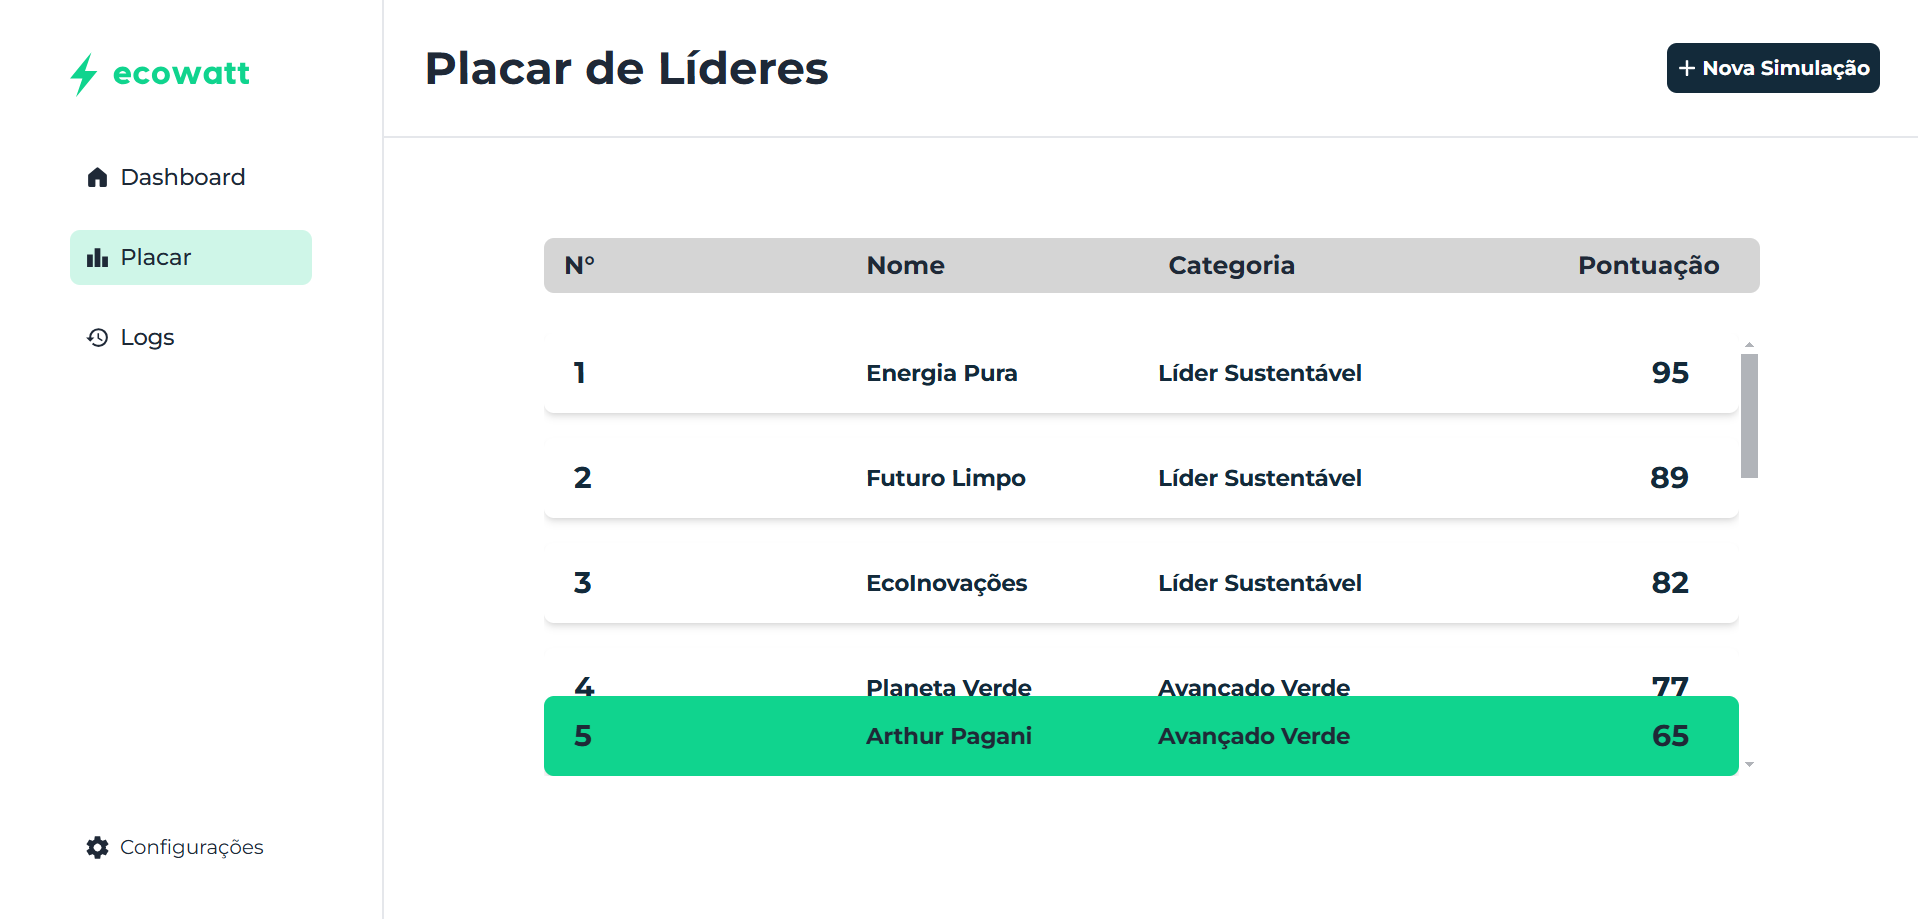 ecowatt
Dashboard
Placar
Logs
Configurações
Placar de Líderes
+ Nova Simulação
N° Nome Categoria Pontuação
1 Energia Pura Líder Sustentável 95
2 Futuro Limpo Líder Sustentável 89
3 EcoInovações Líder Sustentável 82
4 Planeta Verde Avançado Verde 77
5 Arthur Pagani Avançado Verde 65